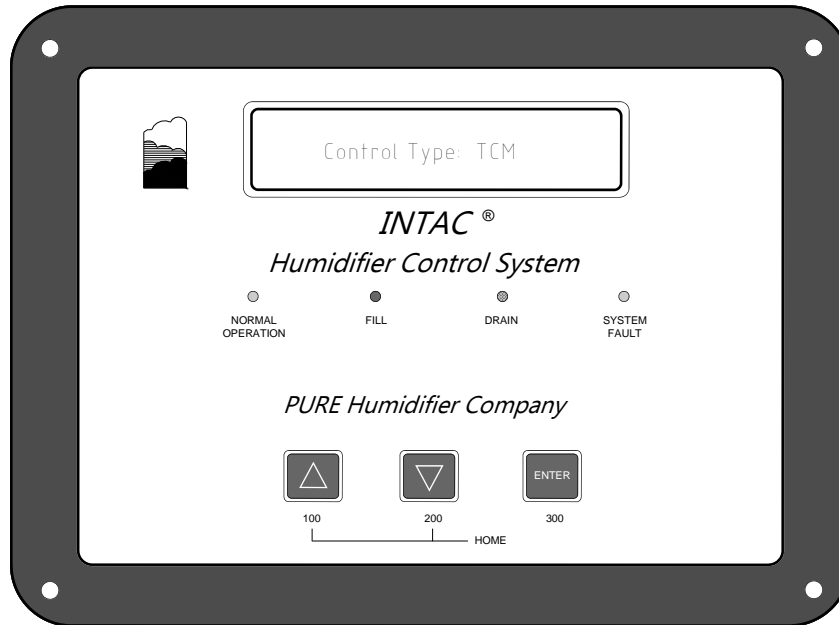 Control Type: TCM
INTAC ®
Humidifier Control System
NORMAL OPERATION
FILL
DRAIN
SYSTEM FAULT
PURE Humidifier Company
ENTER
100 200 300
HOME